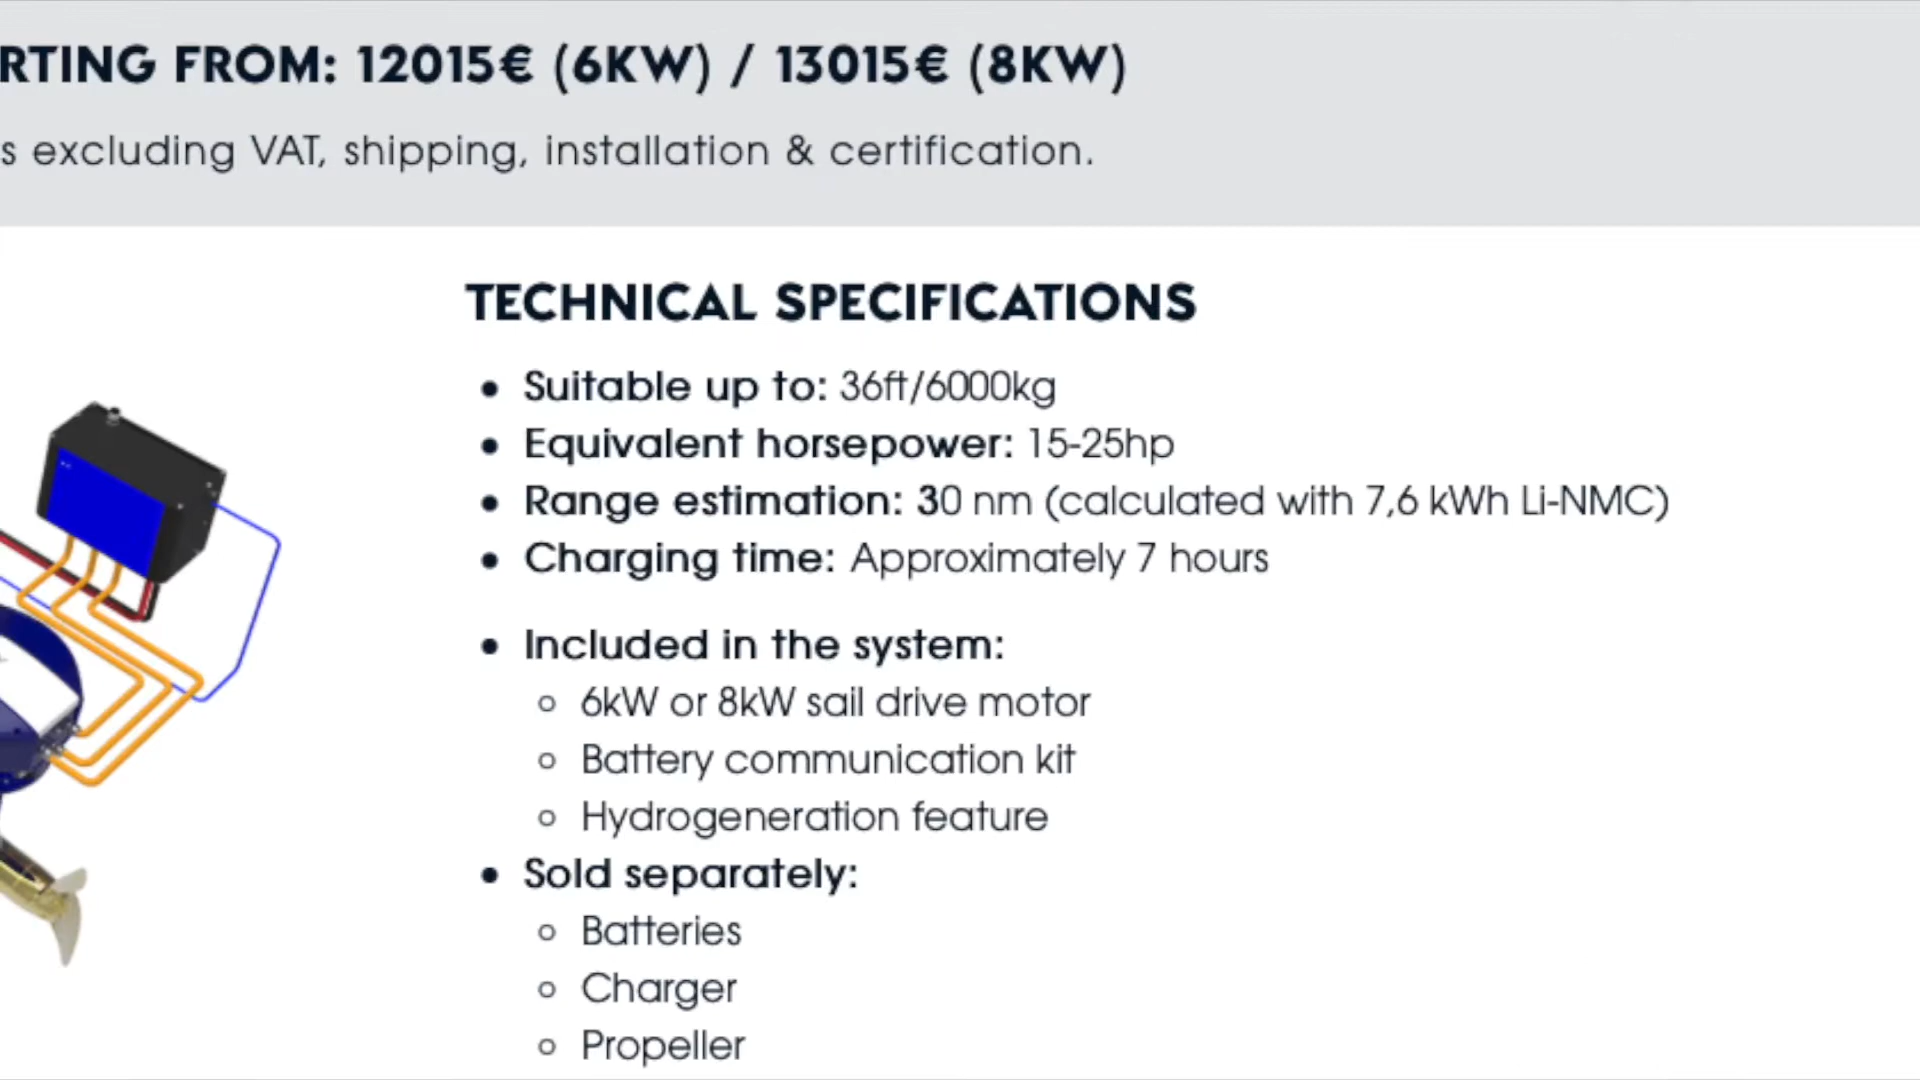 RTING FROM: 12015€ (6KW) / 13015€ (8KW)
s excluding VAT, shipping, installation & certification.
TECHNICAL SPECIFICATIONS
• Suitable up to: 36ft/6000kg
• Equivalent horsepower: 15-25hp
• Range estimation: 30 nm (calculated with 7,6 kWh Li-NMC)
• Charging time: Approximately 7 hours
• Included in the system:
◦ 6kW or 8kW sail drive motor
◦ Battery communication kit
◦ Hydrogeneration feature
• Sold separately:
◦ Batteries
◦ Charger
◦ Propeller